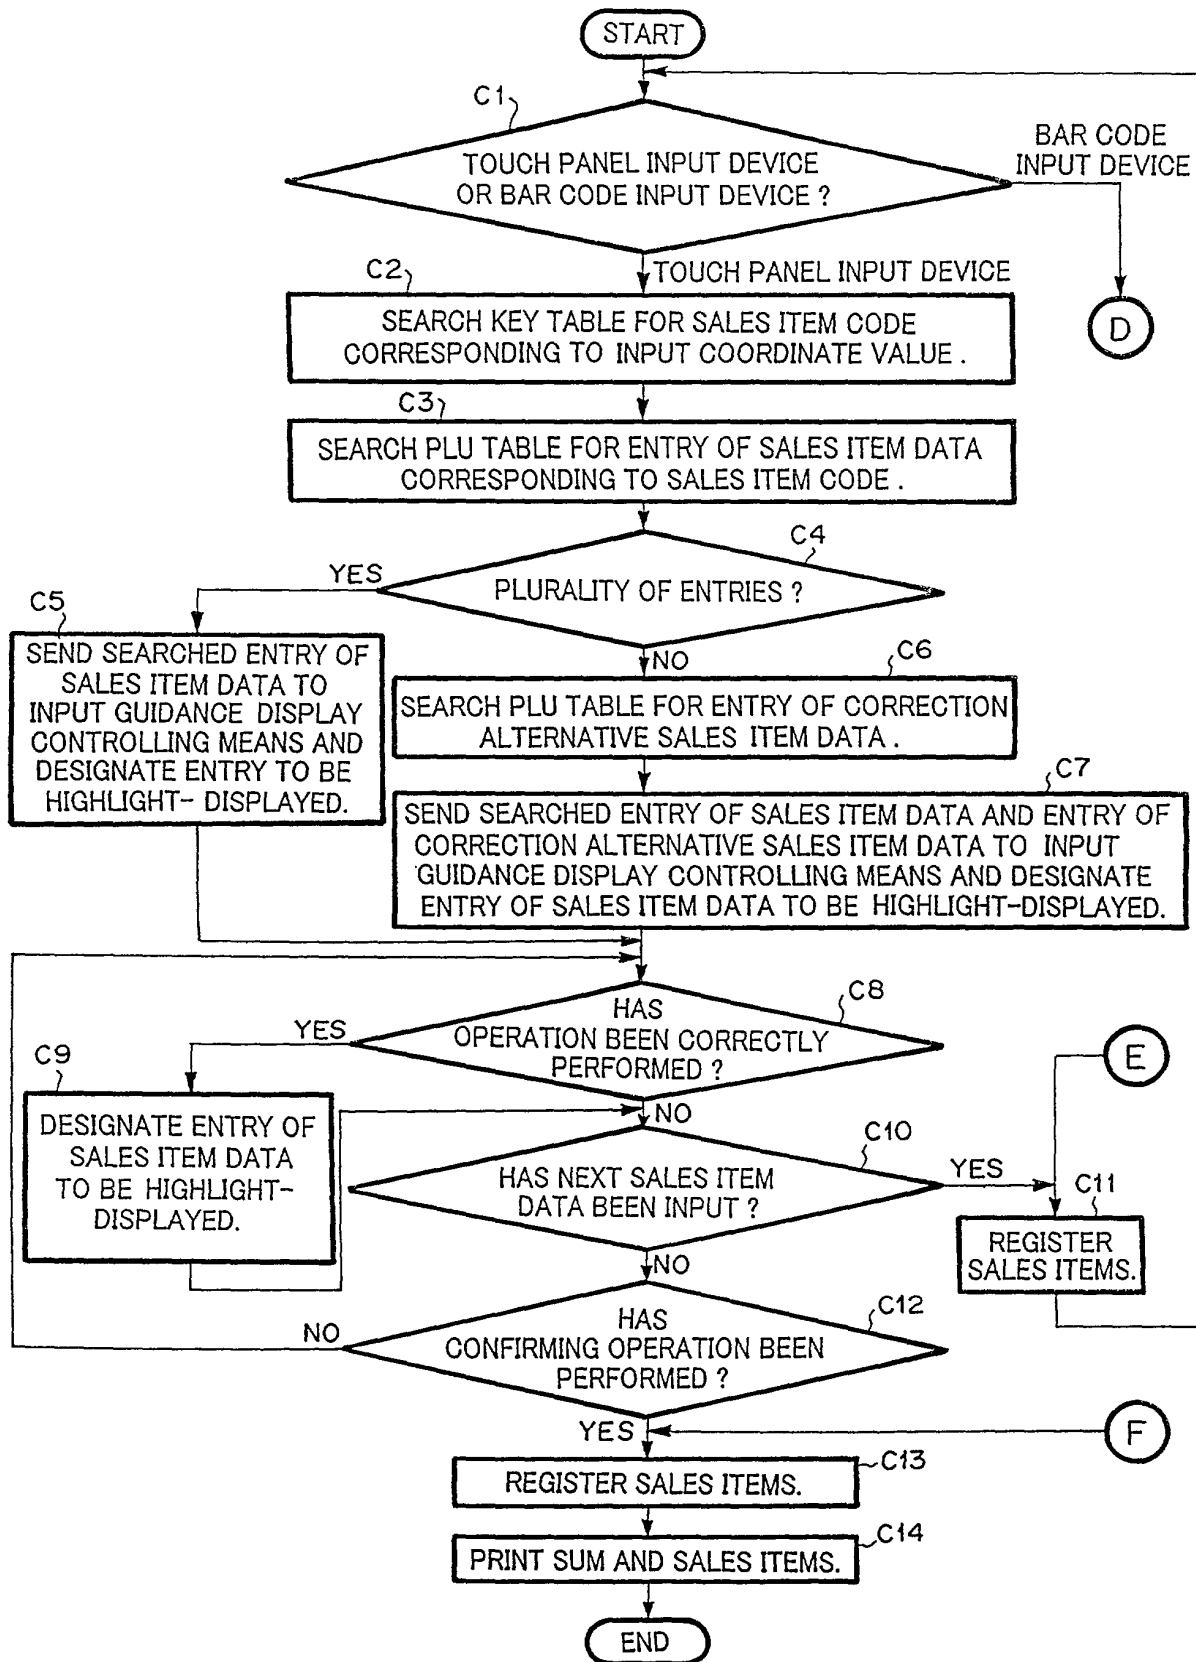 START
C1
TOUCH PANEL INPUT DEVICE
OR BAR CODE INPUT DEVICE ?
BAR CODE
INPUT DEVICE
TOUCH PANEL INPUT DEVICE
D
C2
SEARCH KEY TABLE FOR SALES ITEM CODE
CORRESPONDING TO INPUT COORDINATE VALUE .
C3
SEARCH PLU TABLE FOR ENTRY OF SALES ITEM DATA
CORRESPONDING TO SALES ITEM CODE .
C4
PLURALITY OF ENTRIES ?
YES
NO
C5
SEND SEARCHED ENTRY OF
SALES ITEM DATA TO
INPUT GUIDANCE DISPLAY
CONTROLLING MEANS AND
DESIGNATE ENTRY TO BE
HIGHLIGHT- DISPLAYED.
C6
SEARCH PLU TABLE FOR ENTRY OF CORRECTION
ALTERNATIVE SALES ITEM DATA .
C7
SEND SEARCHED ENTRY OF SALES ITEM DATA AND ENTRY OF
CORRECTION ALTERNATIVE SALES ITEM DATA TO INPUT
GUIDANCE DISPLAY CONTROLLING MEANS AND DESIGNATE
ENTRY OF SALES ITEM DATA TO BE HIGHLIGHT-DISPLAYED.
C8
HAS
OPERATION BEEN CORRECTLY
PERFORMED ?
YES
NO
E
C9
DESIGNATE ENTRY OF
SALES ITEM DATA
TO BE HIGHLIGHT-
DISPLAYED.
C10
HAS NEXT SALES ITEM
DATA BEEN INPUT ?
YES
NO
C11
REGISTER
SALES ITEMS.
C12
HAS
CONFIRMING OPERATION BEEN
PERFORMED ?
NO
YES
F
C13
REGISTER SALES ITEMS.
C14
PRINT SUM AND SALES ITEMS.
END